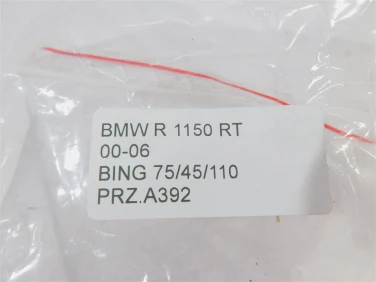 BMW R 1150 RT
00-06
BING 75/45/110
PRZ.A392